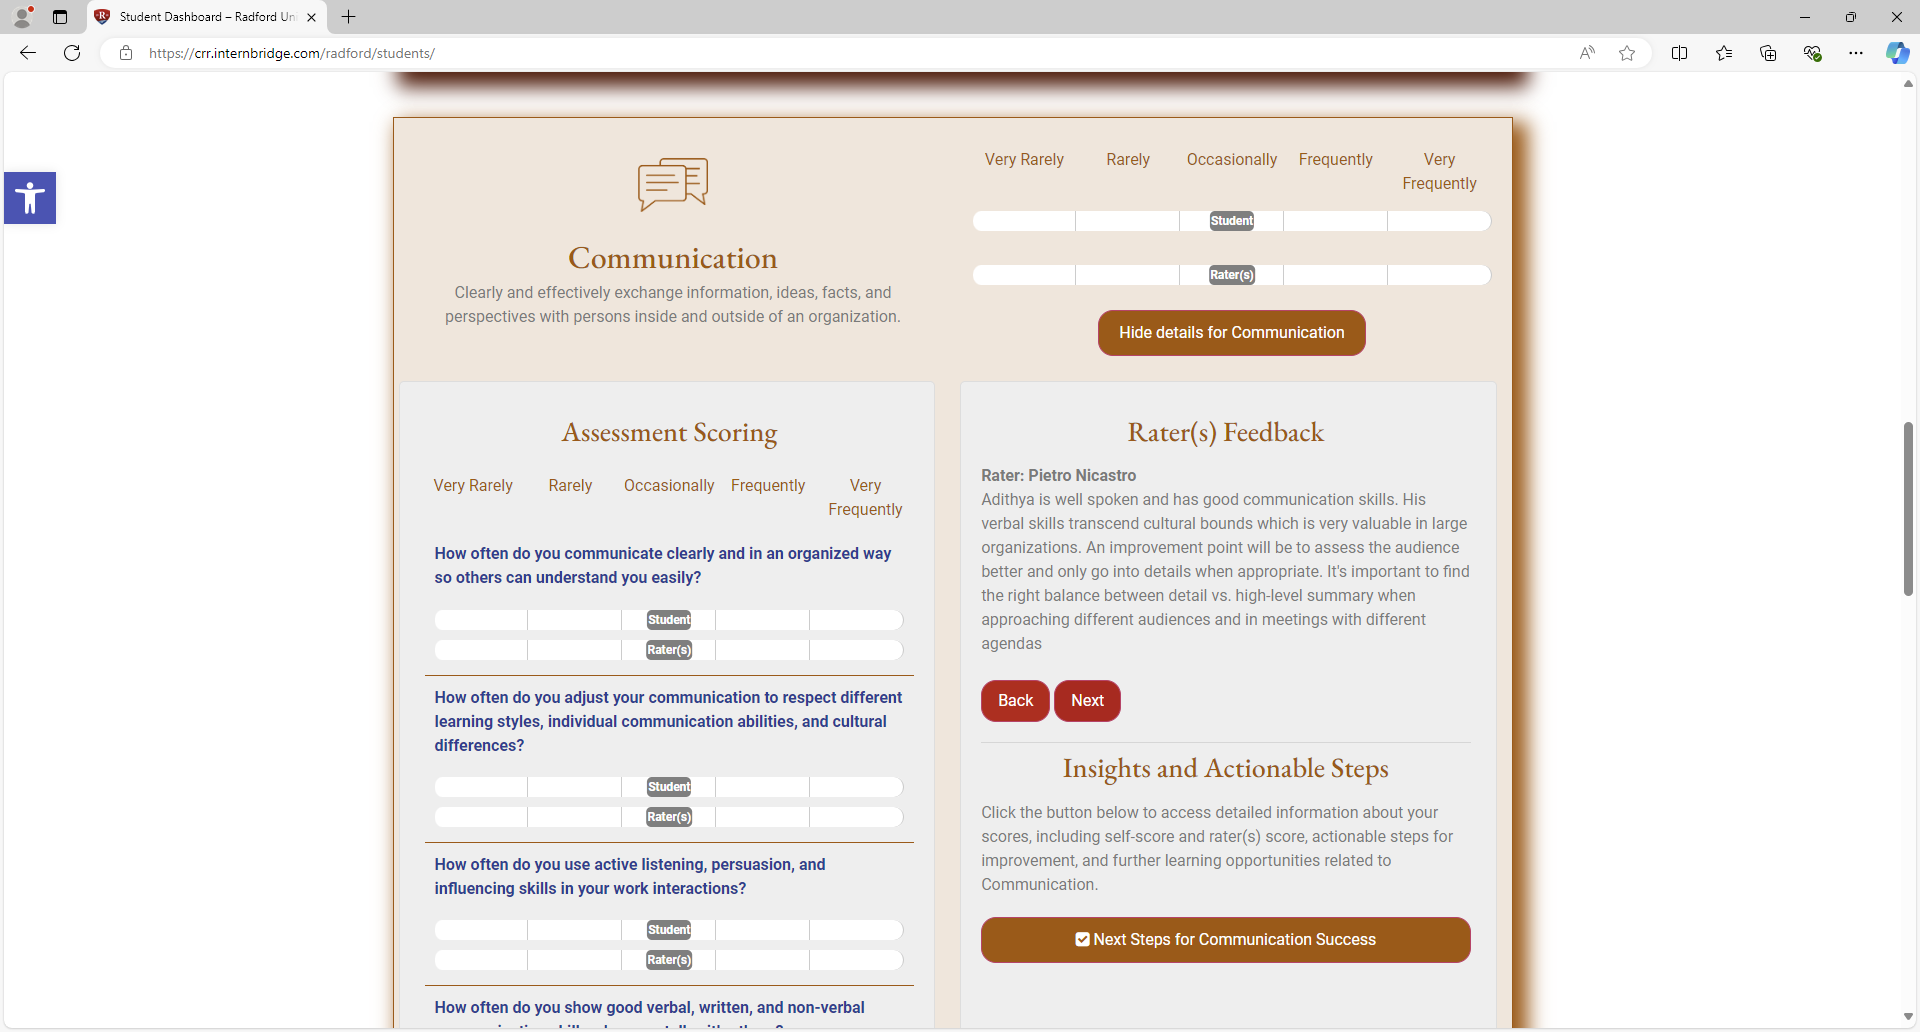 Student Dashboard – Radford Uni
https://crr.internbridge.com/radford/students/
Communication
Clearly and effectively exchange information, ideas, facts, and
perspectives with persons inside and outside of an organization.
Very Rarely Rarely Occasionally Frequently Very
Frequently
Student
Rater(s)
Hide details for Communication
Assessment Scoring
Very Rarely Rarely Occasionally Frequently Very
Frequently
How often do you communicate clearly and in an organized way
so others can understand you easily?
Student
Rater(s)
How often do you adjust your communication to respect different
learning styles, individual communication abilities, and cultural
differences?
Student
Rater(s)
How often do you use active listening, persuasion, and
influencing skills in your work interactions?
Student
Rater(s)
How often do you show good verbal, written, and non-verbal
Rater(s) Feedback
Rater: Pietro Nicastro
Adithya is well spoken and has good communication skills. His
verbal skills transcend cultural bounds which is very valuable in large
organizations. An improvement point will be to assess the audience
better and only go into details when appropriate. It's important to find
the right balance between detail vs. high-level summary when
approaching different audiences and in meetings with different
agendas
Back Next
Insights and Actionable Steps
Click the button below to access detailed information about your
scores, including self-score and rater(s) score, actionable steps for
improvement, and further learning opportunities related to
Communication.
Next Steps for Communication Success